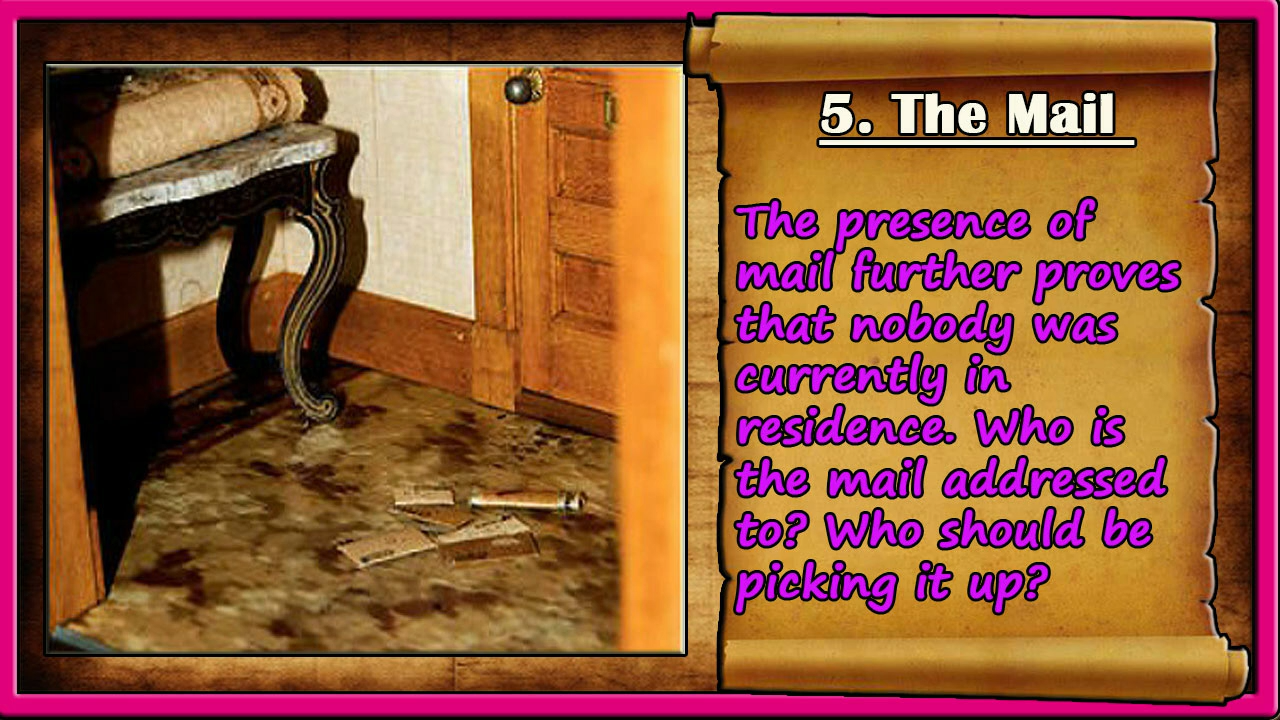 5. The Mail
The presence of
mail further proves
that nobody was
currently in
residence. Who is
the mail addressed
to? Who should be
picking it up?